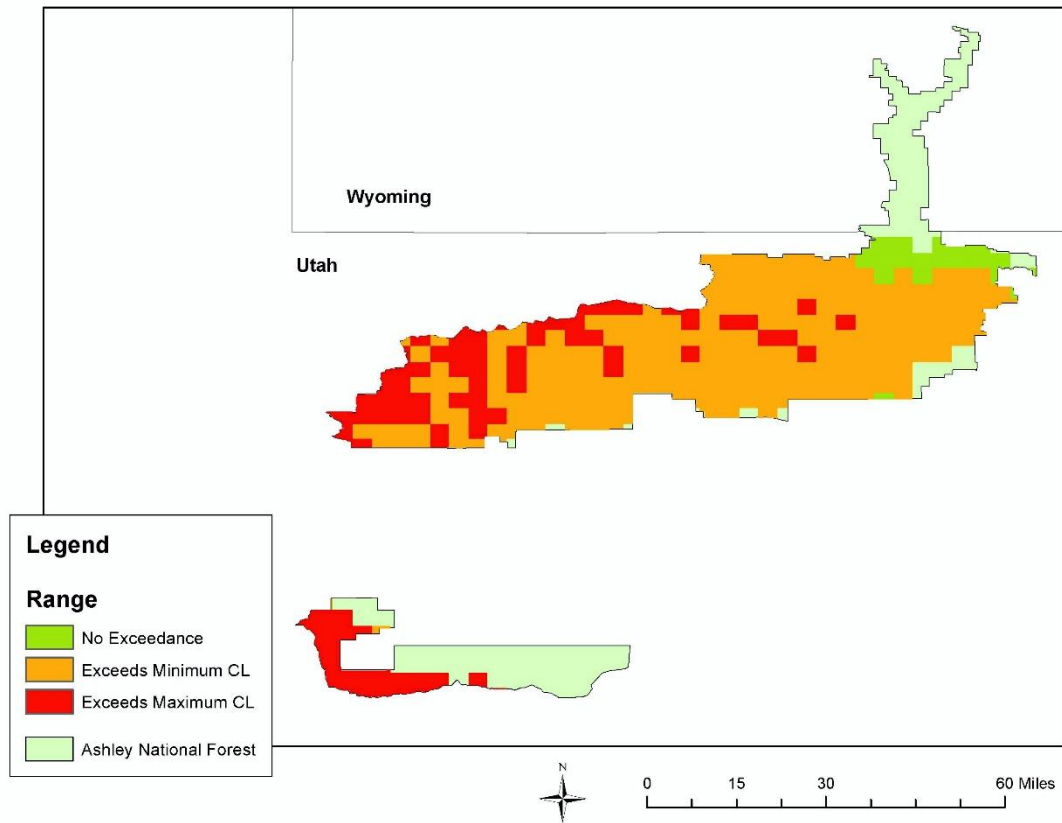 Wyoming
Utah
Legend
Range
No Exceedance
Exceeds Minimum CL
Exceeds Maximum CL
Ashley National Forest
N
0 15 30 60 Miles